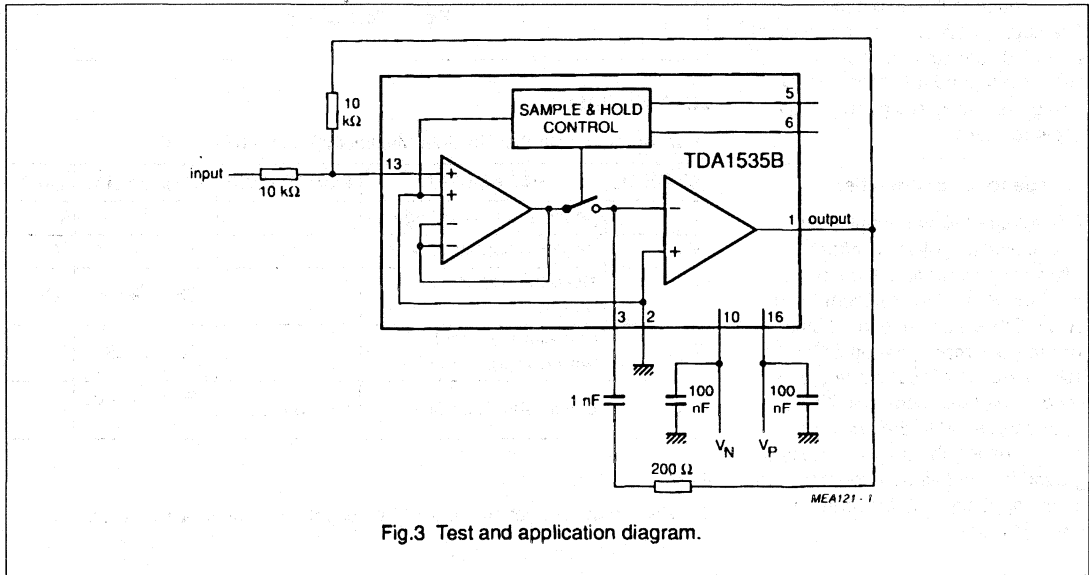 10
kΩ
SAMPLE & HOLD
CONTROL
5
6
TDA1535B
input
10 kΩ
13
+
+
−
−
−
+
1
output
3
2
10
16
1 nF
100
nF
100
nF
V_N
V_P
200 Ω
MEA121 - 1
Fig.3 Test and application diagram.